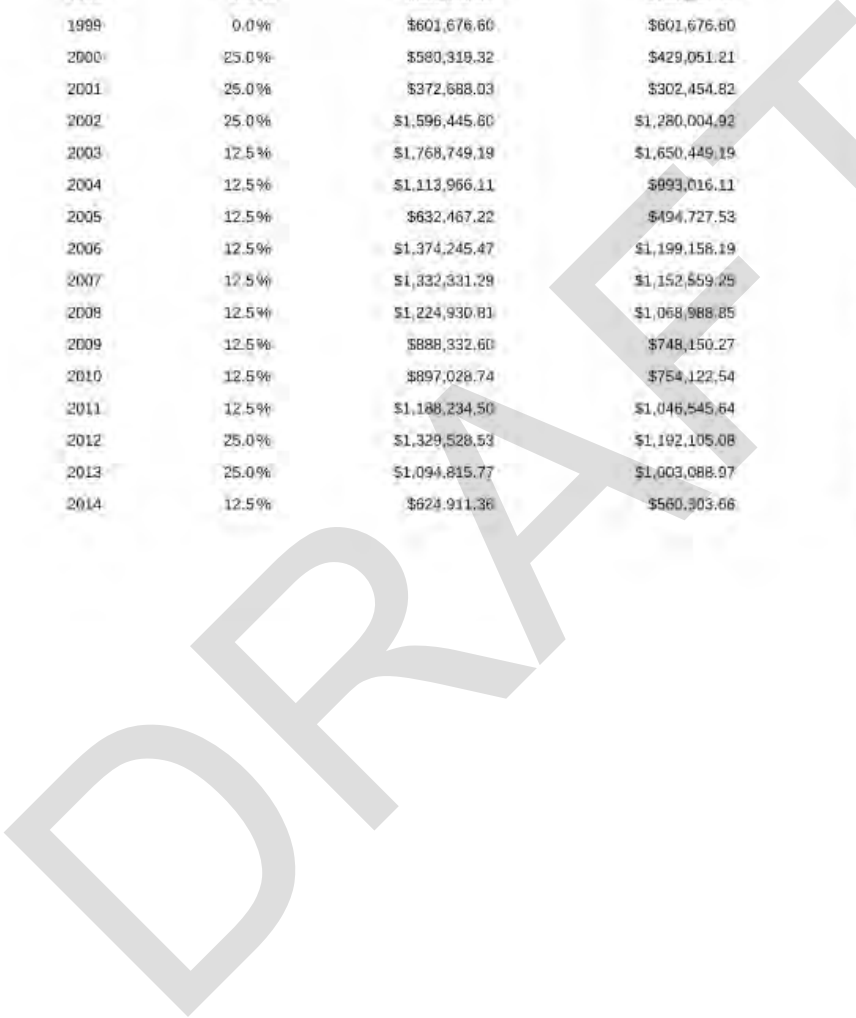 1999 0.0% $601,676.60 $601,676.60
2000 25.0% $580,319.32 $429,051.21
2001 25.0% $372,688.03 $302,454.82
2002 25.0% $1,596,445.60 $1,280,004.92
2003 12.5% $1,768,749.19 $1,650,449.19
2004 12.5% $1,113,966.11 $993,016.11
2005 12.5% $632,467.22 $494,727.53
2006 12.5% $1,374,245.47 $1,199,158.19
2007 12.5% $1,332,331.29 $1,152,559.25
2008 12.5% $1,224,930.81 $1,068,988.85
2009 12.5% $888,332.60 $748,150.27
2010 12.5% $897,028.74 $754,122.54
2011 12.5% $1,188,234.50 $1,046,545.64
2012 25.0% $1,329,528.53 $1,192,105.08
2013 25.0% $1,094,815.77 $1,003,088.97
2014 12.5% $624,911.36 $560,303.66
DRAFT